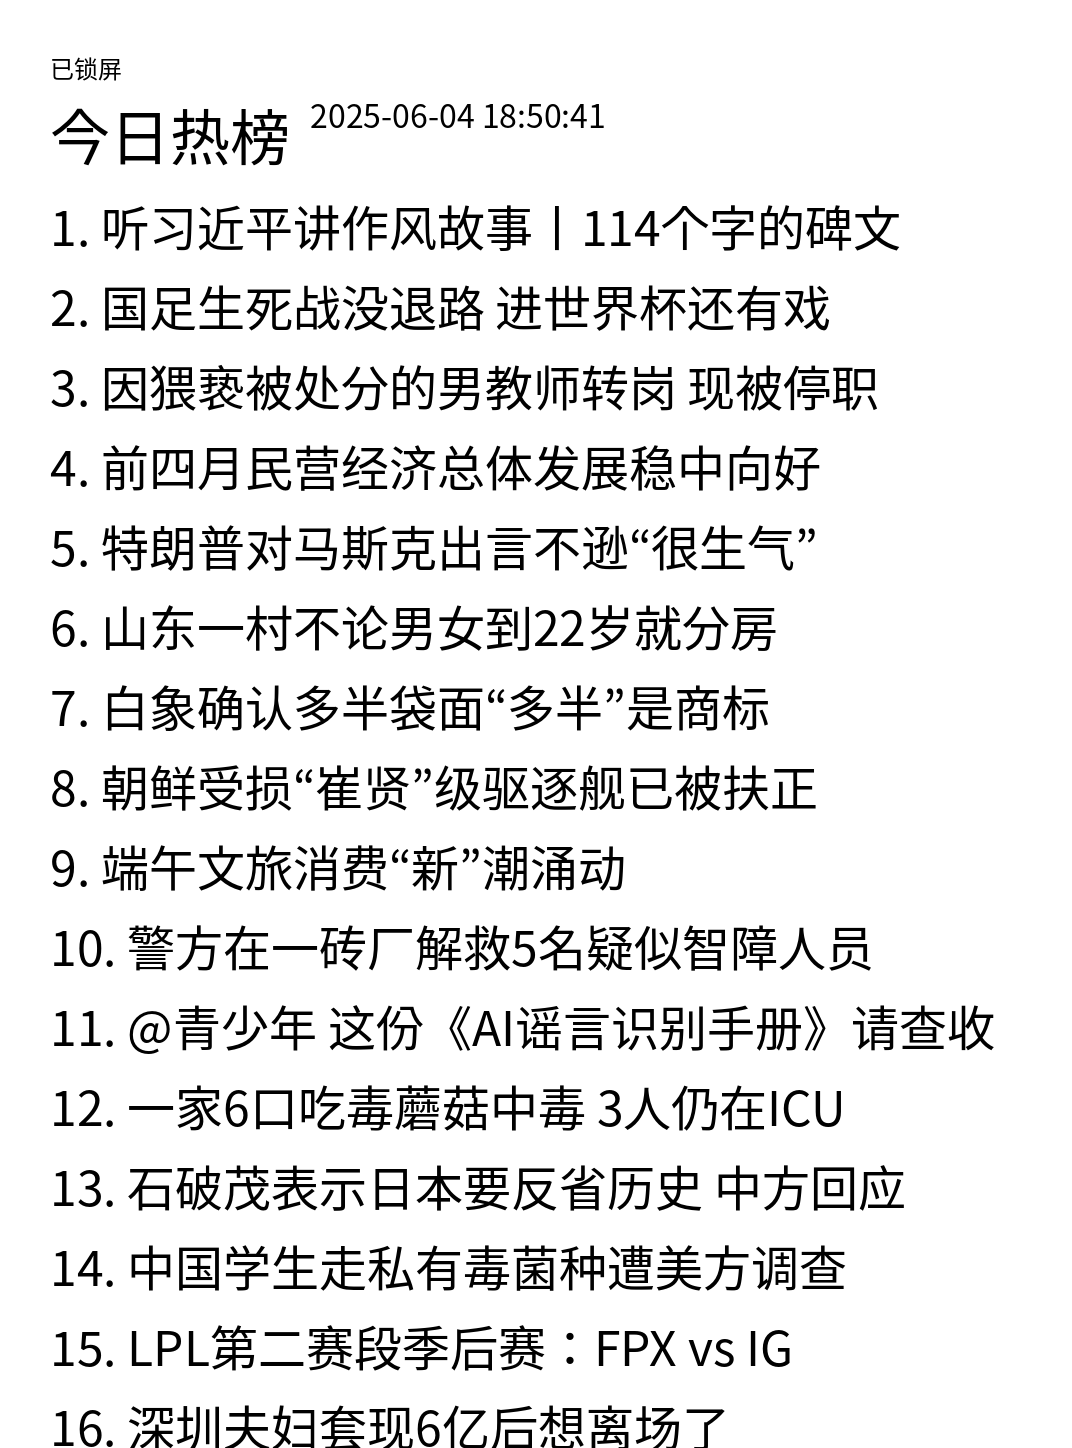 已锁屏
今日热榜 2025-06-04 18:50:41
1. 听习近平讲作风故事丨114个字的碑文
2. 国足生死战没退路 进世界杯还有戏
3. 因猥亵被处分的男教师转岗 现被停职
4. 前四月民营经济总体发展稳中向好
5. 特朗普对马斯克出言不逊“很生气”
6. 山东一村不论男女到22岁就分房
7. 白象确认多半袋面“多半”是商标
8. 朝鲜受损“崔贤”级驱逐舰已被扶正
9. 端午文旅消费“新”潮涌动
10. 警方在一砖厂解救5名疑似智障人员
11. @青少年 这份《AI谣言识别手册》请查收
12. 一家6口吃毒蘑菇中毒 3人仍在ICU
13. 石破茂表示日本要反省历史 中方回应
14. 中国学生走私有毒菌种遭美方调查
15. LPL第二赛段季后赛：FPX vs IG
16. 深圳夫妇套现6亿后想离场了